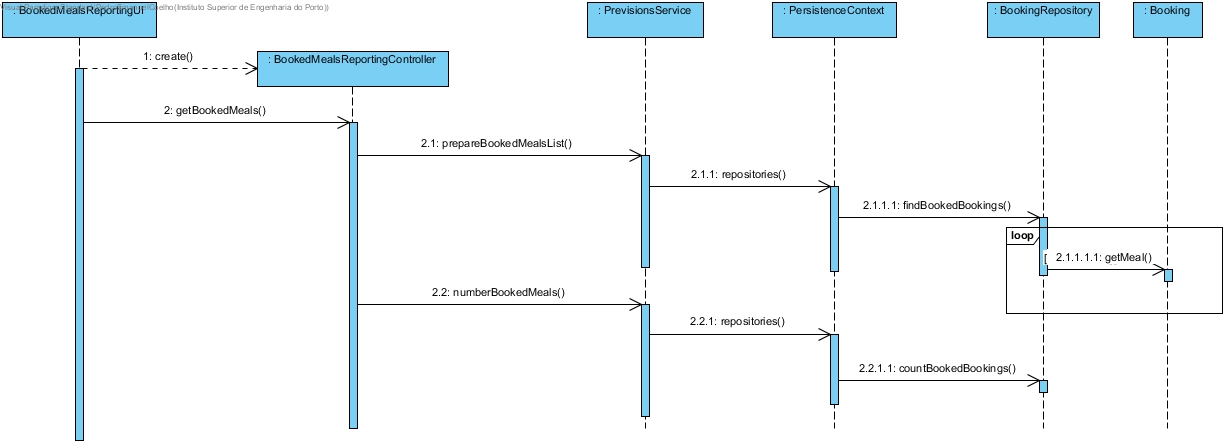 : BookedMealsReportingUI
: PrevisionsService
: PersistenceContext
: BookingRepository
: Booking
Coelho(Instituto Superior de Engenharia do Porto))
1: create()
: BookedMealsReportingController
2: getBookedMeals()
2.1: prepareBookedMealsList()
2.1.1: repositories()
2.1.1.1: findBookedBookings()
loop
[
2.1.1.1.1: getMeal()
2.2: numberBookedMeals()
2.2.1: repositories()
2.2.1.1: countBookedBookings()